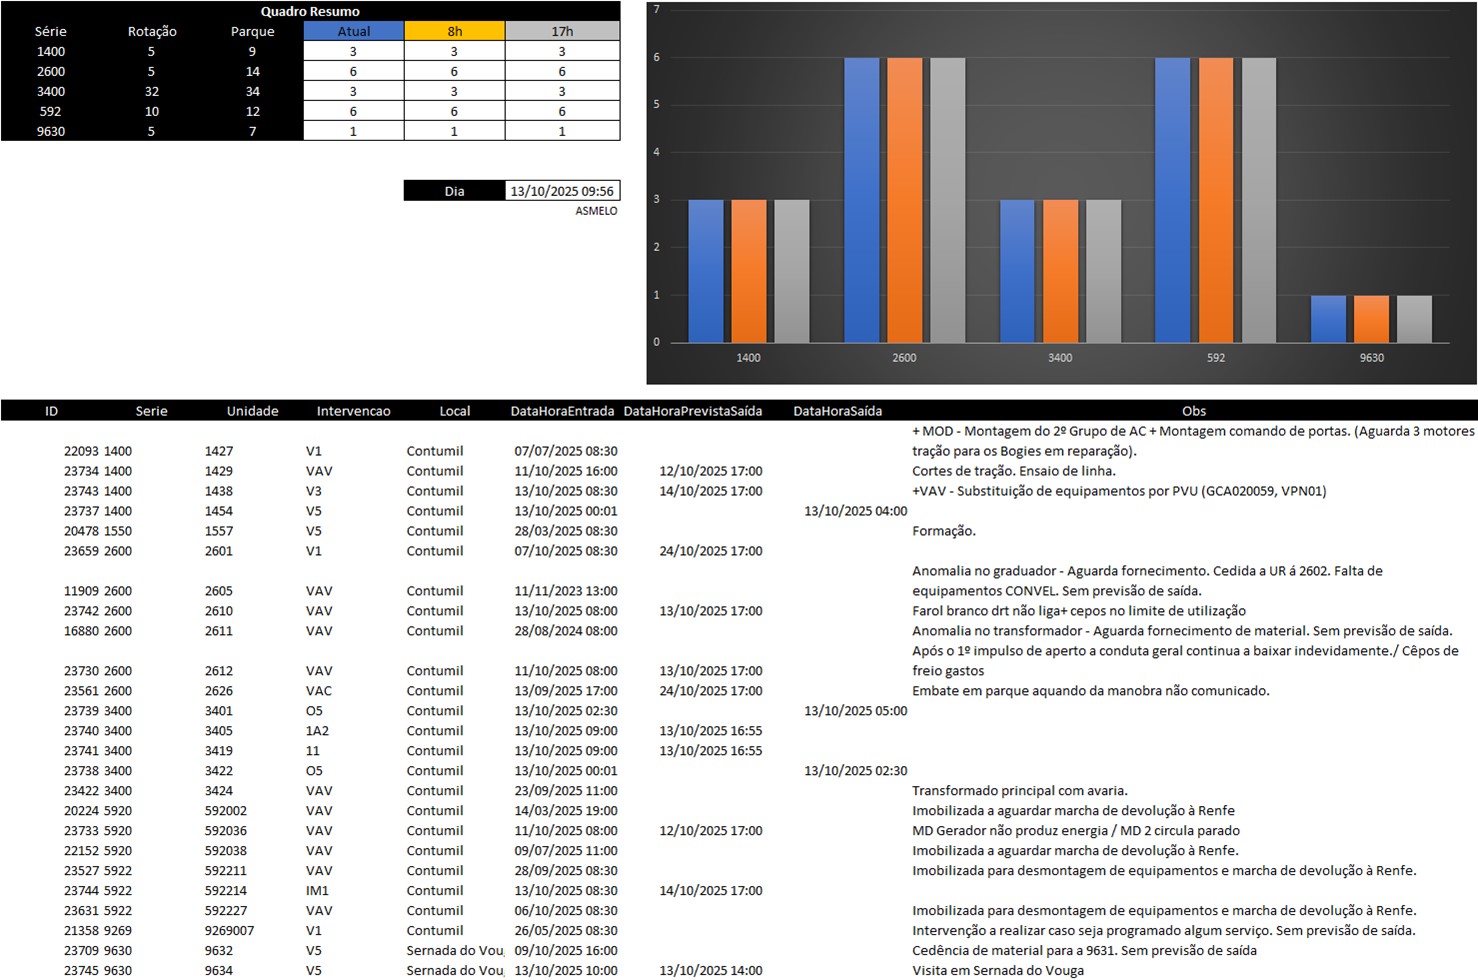 Quadro Resumo
Série Rotação Parque Atual 8h 17h
1400 5 9 3 3 3
2600 5 14 6 6 6
3400 32 34 3 3 3
592 10 12 6 6 6
9630 5 7 1 1 1
Dia 13/10/2025 09:56
ASMELO
7
6
5
4
3
2
1
0
1400 2600 3400 592 9630
ID Serie Unidade Intervencao Local DataHoraEntrada DataHoraPrevistaSaída DataHoraSaída Obs
+ MOD - Montagem do 2º Grupo de AC + Montagem comando de portas. (Aguarda 3 motores
22093 1400 1427 V1 Contumil 07/07/2025 08:30 tração para os Bogies em reparação).
23734 1400 1429 VAV Contumil 11/10/2025 16:00 12/10/2025 17:00 Cortes de tração. Ensaio de linha.
23743 1400 1438 V3 Contumil 13/10/2025 08:30 14/10/2025 17:00 +VAV - Substituição de equipamentos por PVU (GCA020059, VPN01)
23737 1400 1454 V5 Contumil 13/10/2025 00:01 13/10/2025 04:00
20478 1550 1557 V5 Contumil 28/03/2025 08:30 Formação.
23659 2600 2601 V1 Contumil 07/10/2025 08:30 24/10/2025 17:00
Anomalia no graduador - Aguarda fornecimento. Cedida a UR á 2602. Falta de
11909 2600 2605 VAV Contumil 11/11/2023 13:00 equipamentos CONVEL. Sem previsão de saída.
23742 2600 2610 VAV Contumil 13/10/2025 08:00 13/10/2025 17:00 Farol branco drt não liga+ cepos no limite de utilização
16880 2600 2611 VAV Contumil 28/08/2024 08:00 Anomalia no transformador - Aguarda fornecimento de material. Sem previsão de saída.
Após o 1º impulso de aperto a conduta geral continua a baixar indevidamente./ Cêpos de
23730 2600 2612 VAV Contumil 11/10/2025 08:00 13/10/2025 17:00 freio gastos
23561 2600 2626 VAC Contumil 13/09/2025 17:00 24/10/2025 17:00 Embate em parque aquando da manobra não comunicado.
23739 3400 3401 O5 Contumil 13/10/2025 02:30 13/10/2025 05:00
23740 3400 3405 1A2 Contumil 13/10/2025 09:00 13/10/2025 16:55
23741 3400 3419 11 Contumil 13/10/2025 09:00 13/10/2025 16:55
23738 3400 3422 O5 Contumil 13/10/2025 00:01 13/10/2025 02:30
23422 3400 3424 VAV Contumil 23/09/2025 11:00 Transformado principal com avaria.
20224 5920 592002 VAV Contumil 14/03/2025 19:00 Imobilizada a aguardar marcha de devolução à Renfe
23733 5920 592036 VAV Contumil 11/10/2025 08:00 12/10/2025 17:00 MD Gerador não produz energia / MD 2 circula parado
22152 5920 592038 VAV Contumil 09/07/2025 11:00 Imobilizada a aguardar marcha de devolução à Renfe.
23527 5922 592211 VAV Contumil 28/09/2025 08:30 Imobilizada para desmontagem de equipamentos e marcha de devolução à Renfe.
23744 5922 592214 IM1 Contumil 13/10/2025 08:30 14/10/2025 17:00
23631 5922 592227 VAV Contumil 06/10/2025 08:30 Imobilizada para desmontagem de equipamentos e marcha de devolução à Renfe.
21358 9269 9269007 V1 Contumil 26/05/2025 08:30 Intervenção a realizar caso seja programado algum serviço. Sem previsão de saída.
23709 9630 9632 V5 Sernada do Vou 09/10/2025 16:00 Cedência de material para a 9631. Sem previsão de saída
23745 9630 9634 V5 Sernada do Vou 13/10/2025 10:00 13/10/2025 14:00 Visita em Sernada do Vouga